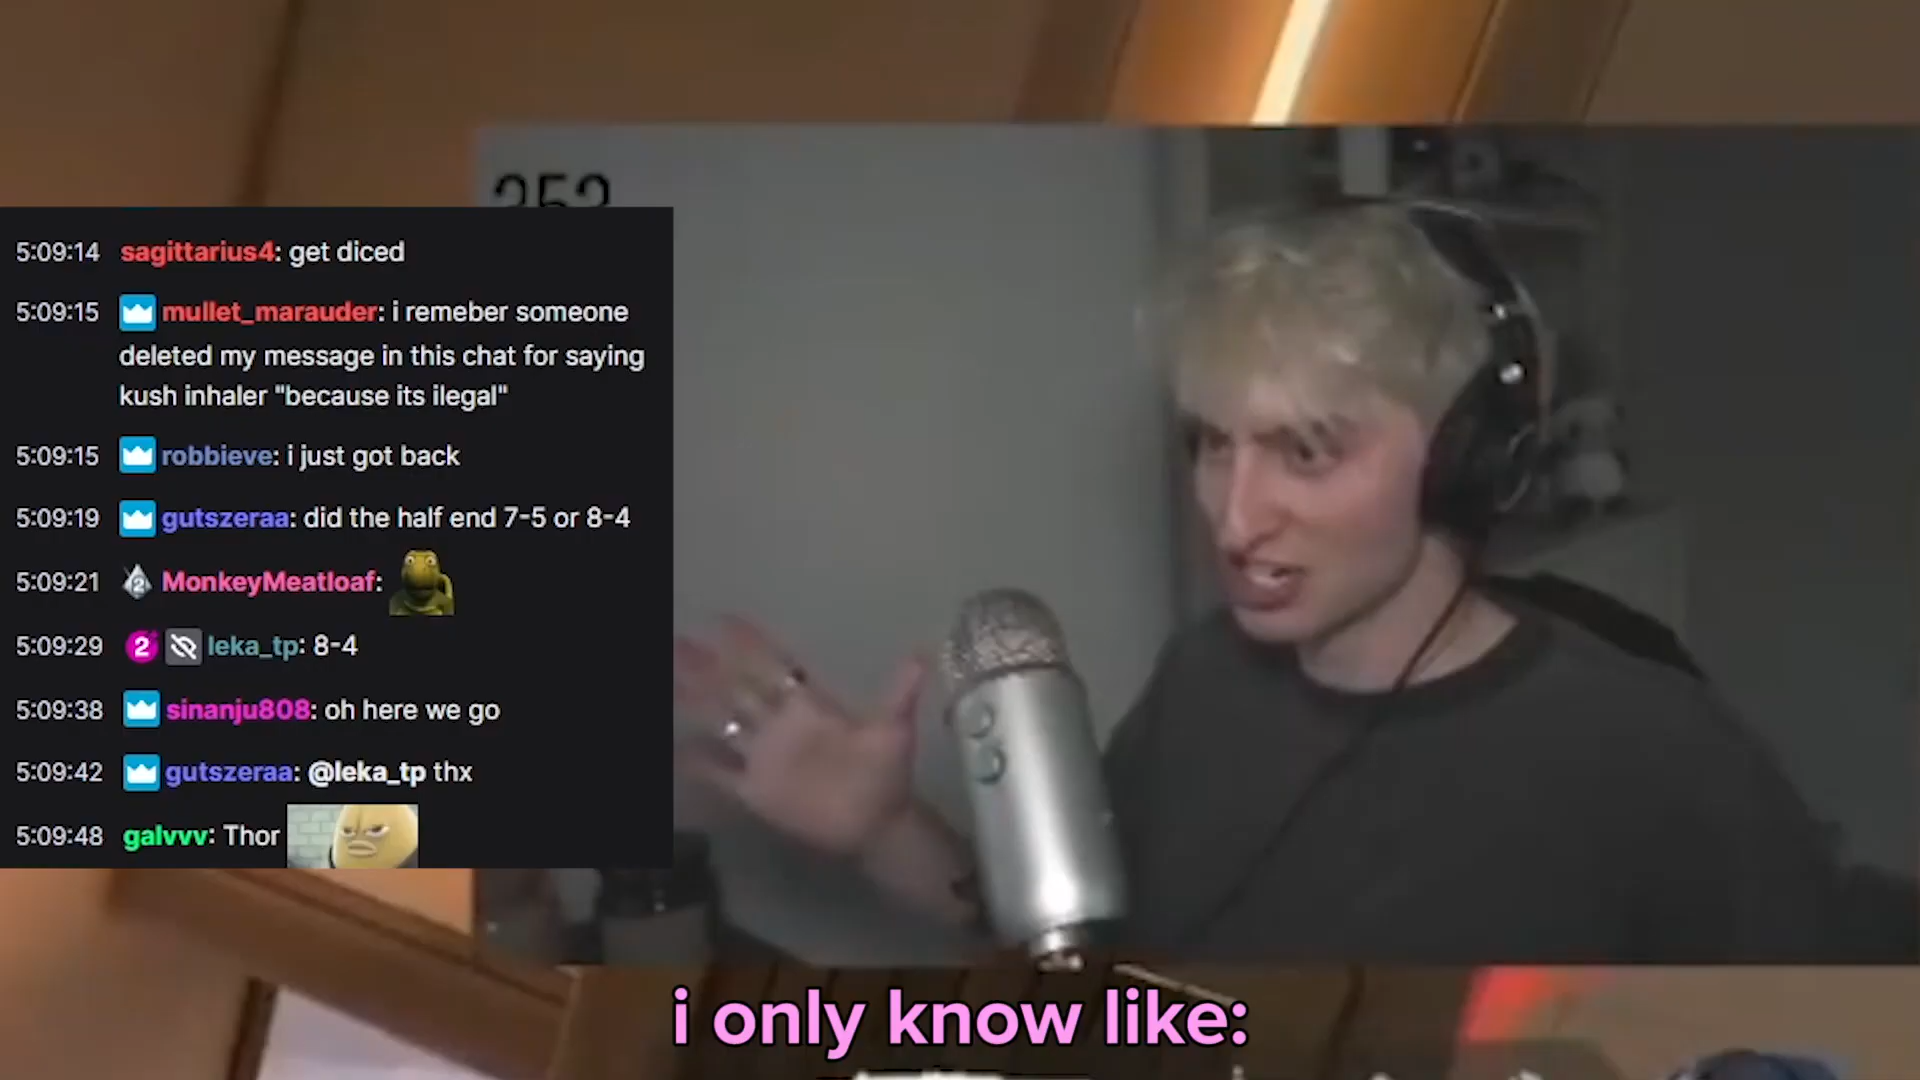 352
5:09:14 sagittarius4: get diced
5:09:15 mullet_marauder: i remeber someone
deleted my message in this chat for saying
kush inhaler "because its ilegal"
5:09:15 robbieve: i just got back
5:09:19 gutszeraa: did the half end 7-5 or 8-4
5:09:21 MonkeyMeatloaf:
5:09:29 2 leka_tp: 8-4
5:09:38 sinanju808: oh here we go
5:09:42 gutszeraa: @leka_tp thx
5:09:48 galvvv: Thor
i only know like: